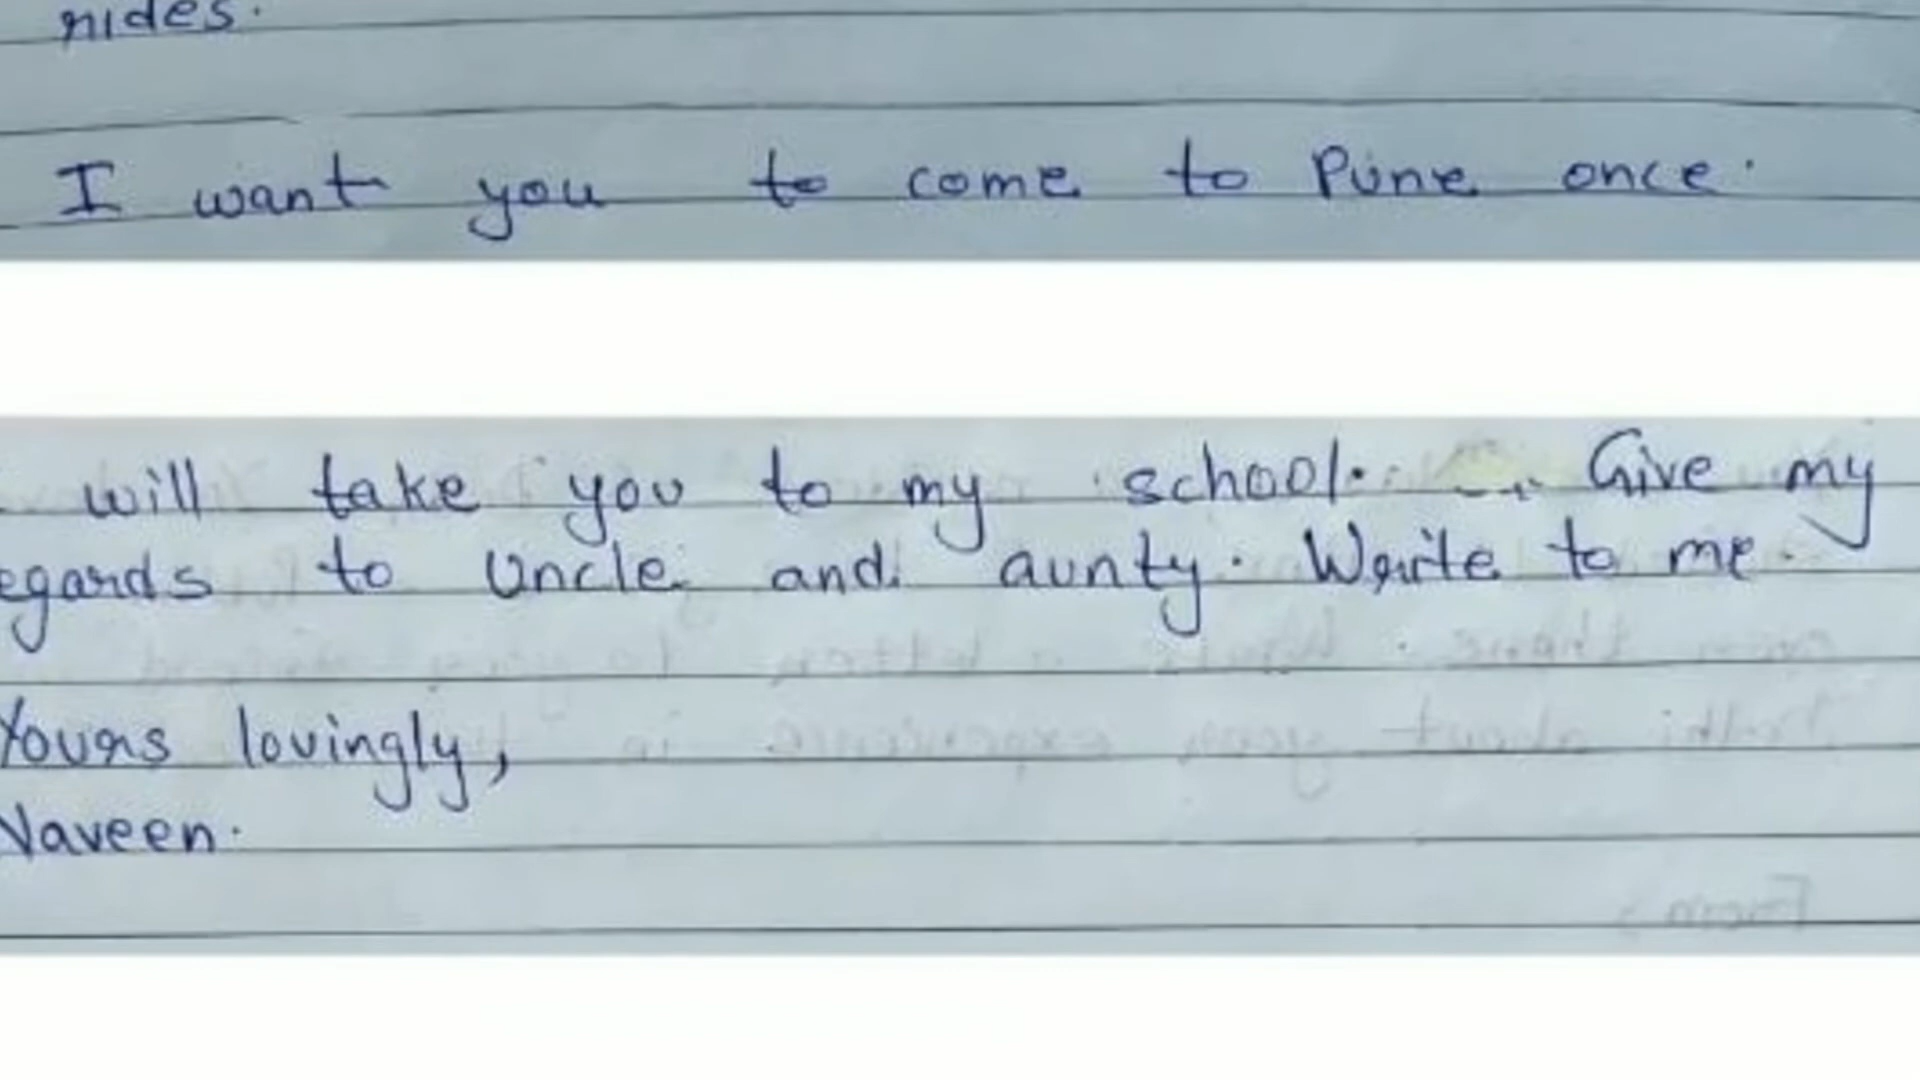 rides.
I want you to come to Pune once.
will take you to my school. Give my
egards to Uncle and aunty. Write to me.
Yours lovingly,
Naveen.